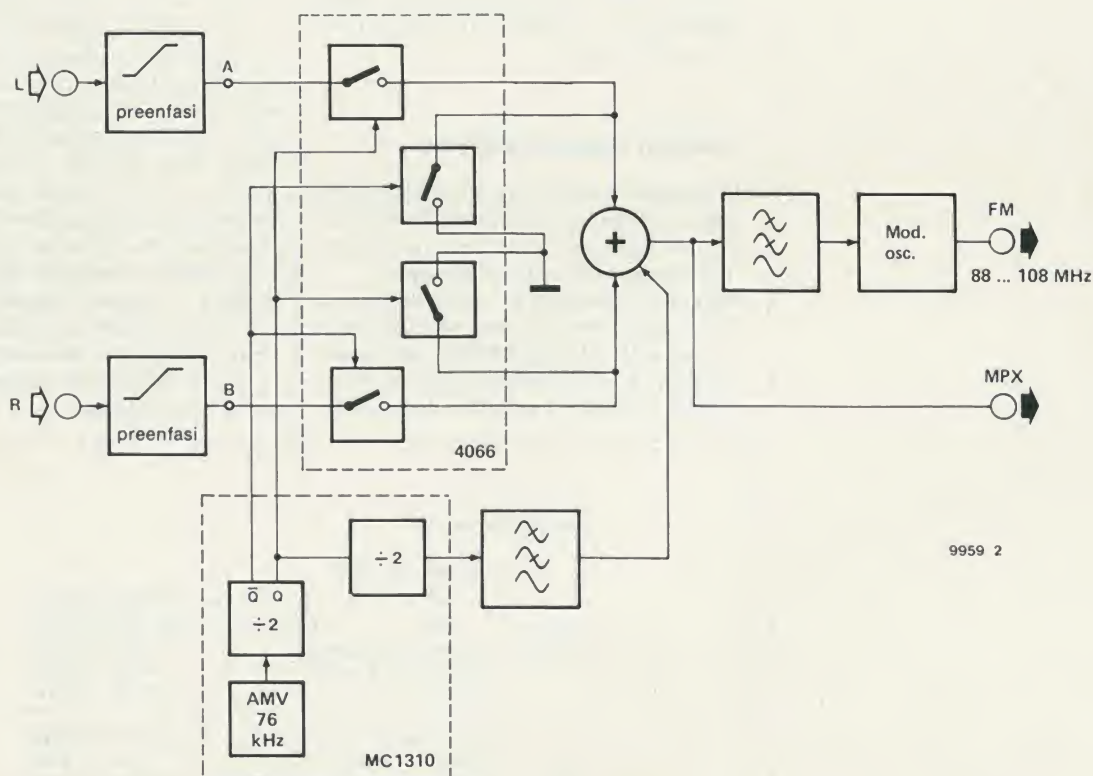 L
preenfasi
A
FM
Mod.
osc.
88 ... 108 MHz
+
R
preenfasi
B
MPX
4066
÷2
9959 2
Q̅ Q
÷2
AMV
76
kHz
MC1310